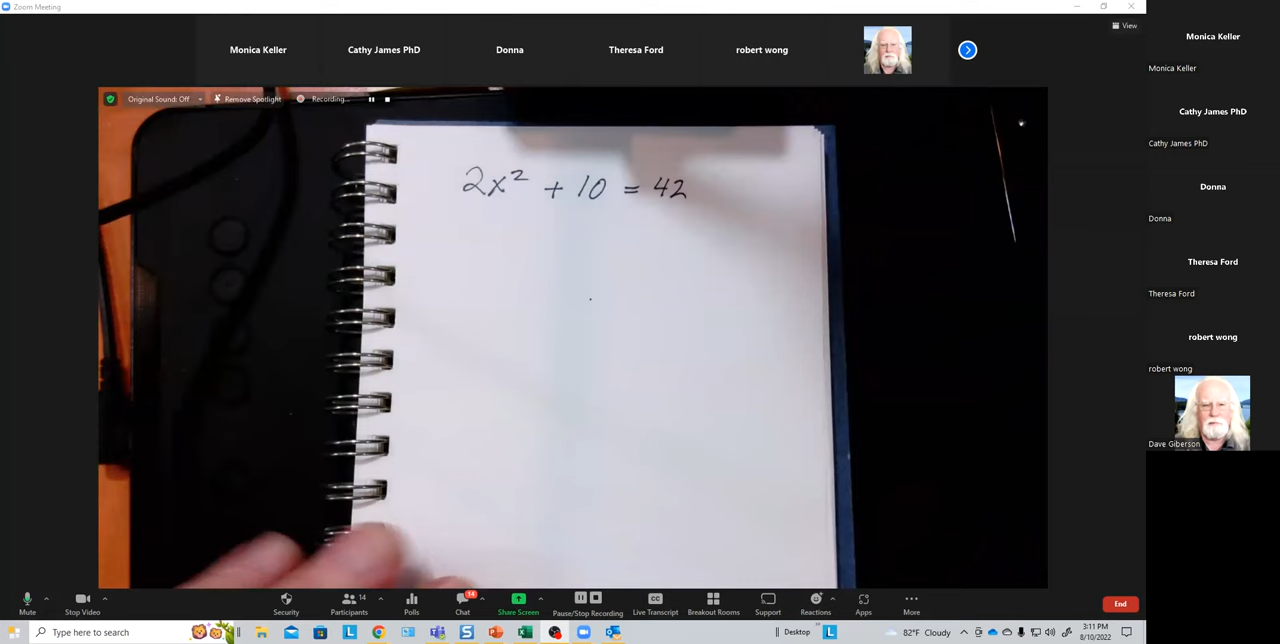 Zoom Meeting
View
Monica Keller
Cathy James PhD
Donna
Theresa Ford
robert wong
Original Sound: Off
Remove Spotlight
Recording...
2x² + 10 = 42
Monica Keller
Monica Keller
Cathy James PhD
Cathy James PhD
Donna
Donna
Theresa Ford
Theresa Ford
robert wong
robert wong
Dave Giberson
Mute
Stop Video
Security
14
Participants
Polls
14
Chat
Share Screen
Pause/Stop Recording
CC
Live Transcript
Breakout Rooms
Support
Reactions
Apps
More
End
Type here to search
Desktop
82°F Cloudy
3:11 PM
8/10/2022